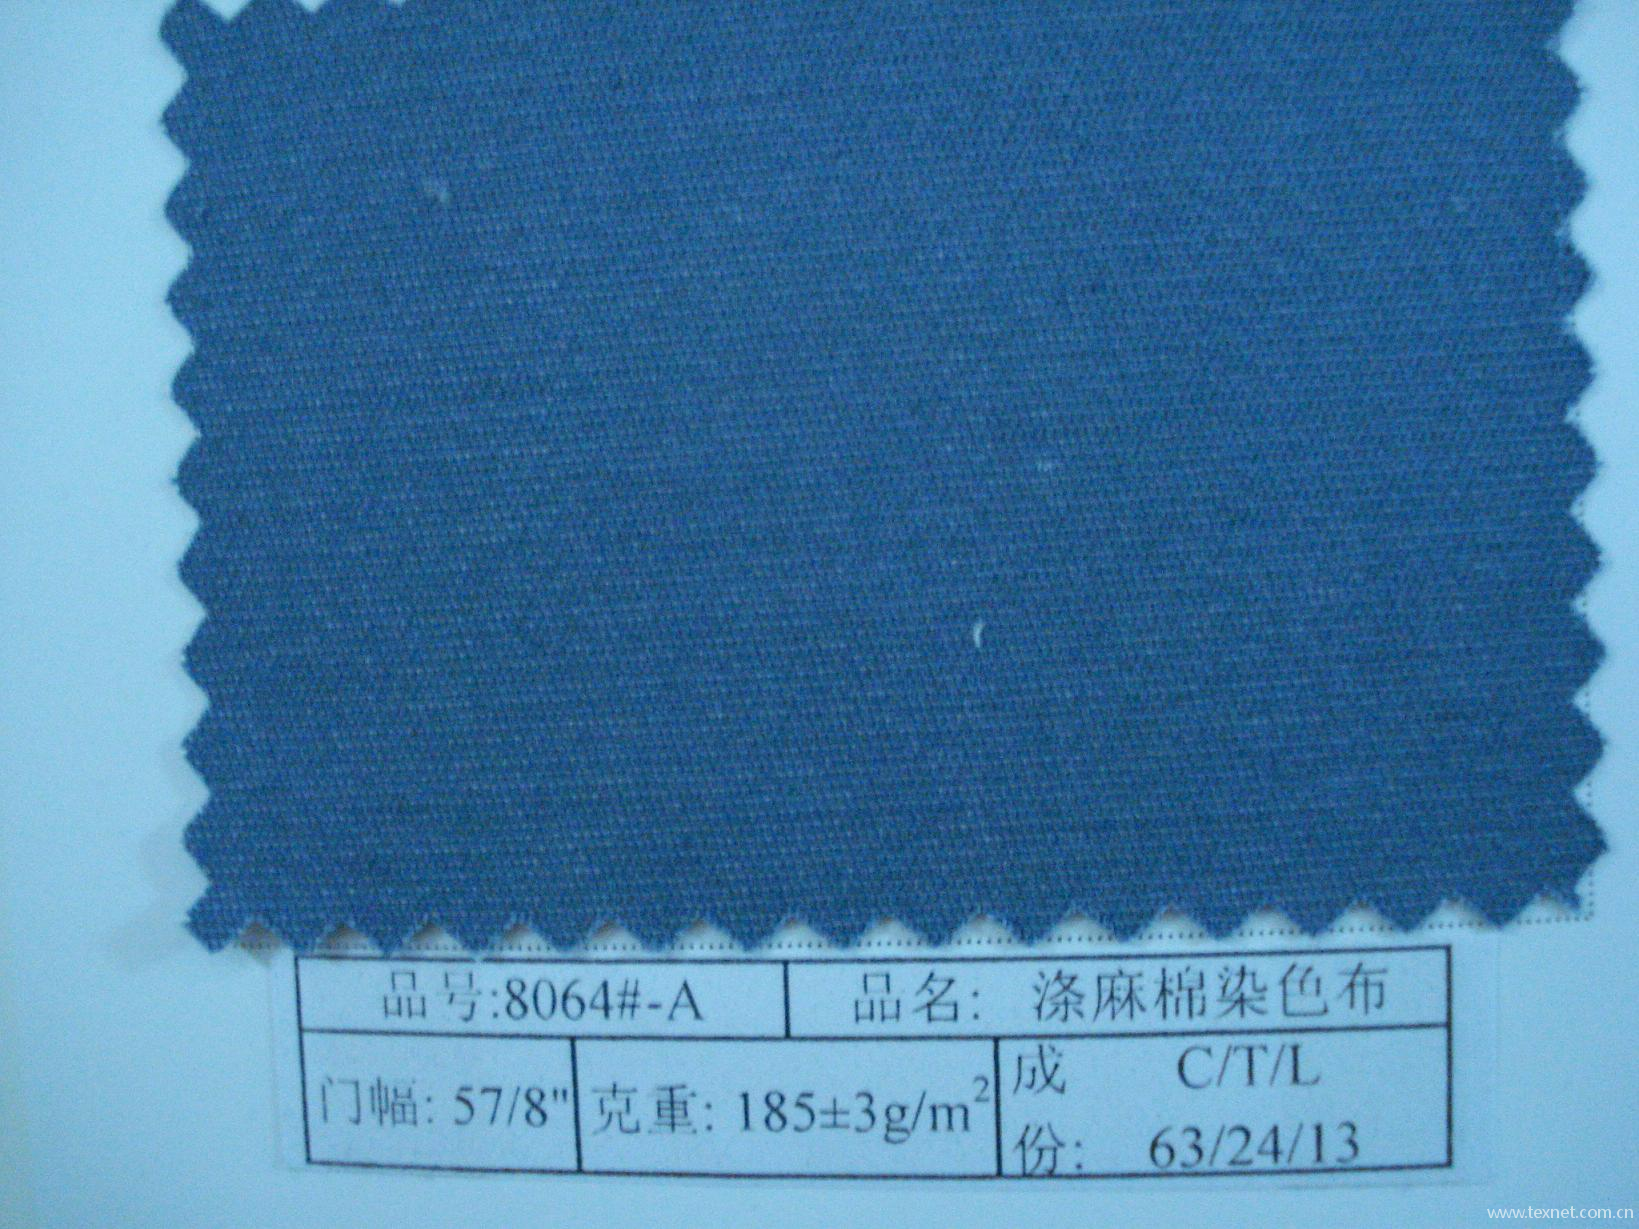 品号:8064#-A
品名: 涤麻棉染色布
门幅: 57/8"
克重: 185±3g/m²
成 C/T/L
份: 63/24/13
www.texnet.com.cn